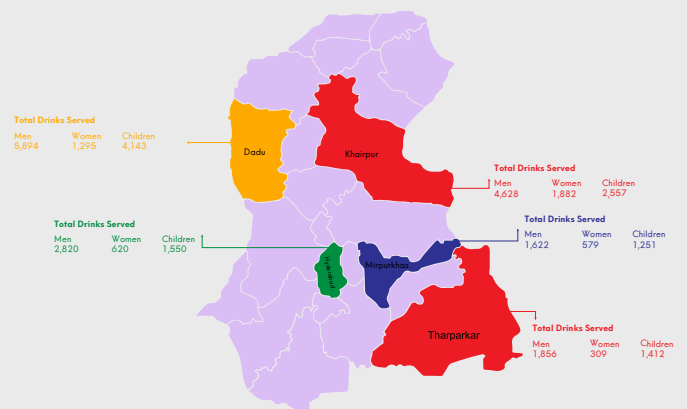 Total Drinks Served
Men Women Children
5,894 1,295 4,143
Dadu
Khairpur
Total Drinks Served
Men Women Children
4,628 1,882 2,557
Total Drinks Served
Men Women Children
2,820 620 1,550
Total Drinks Served
Men Women Children
1,622 579 1,251
Hyderabad
Mirpurkhas
Tharparkar
Total Drinks Served
Men Women Children
1,856 309 1,412